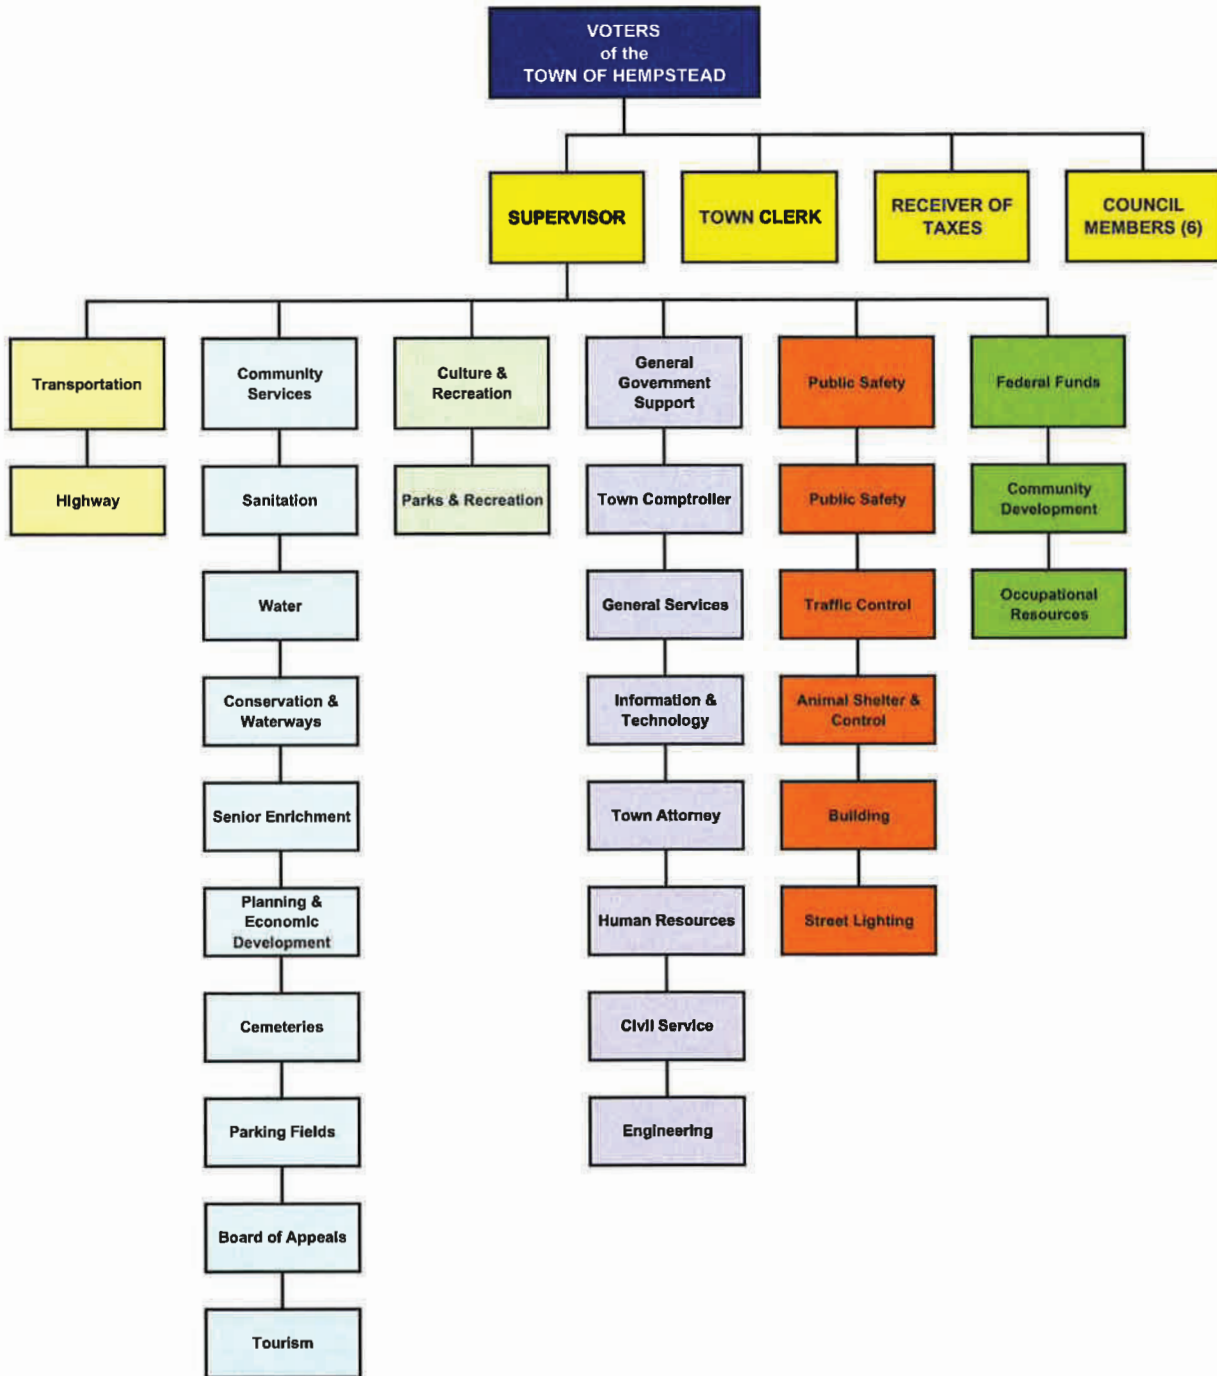 VOTERS
of the
TOWN OF HEMPSTEAD
SUPERVISOR
TOWN CLERK
RECEIVER OF
TAXES
COUNCIL
MEMBERS (6)
Transportation
Community
Services
Culture &
Recreation
General
Government
Support
Public Safety
Federal Funds
Highway
Sanitation
Parks & Recreation
Town Comptroller
Public Safety
Community
Development
Water
General Services
Traffic Control
Occupational
Resources
Conservation &
Waterways
Information &
Technology
Animal Shelter &
Control
Senior Enrichment
Town Attorney
Building
Planning &
Economic
Development
Human Resources
Street Lighting
Cemeteries
Civil Service
Parking Fields
Engineering
Board of Appeals
Tourism